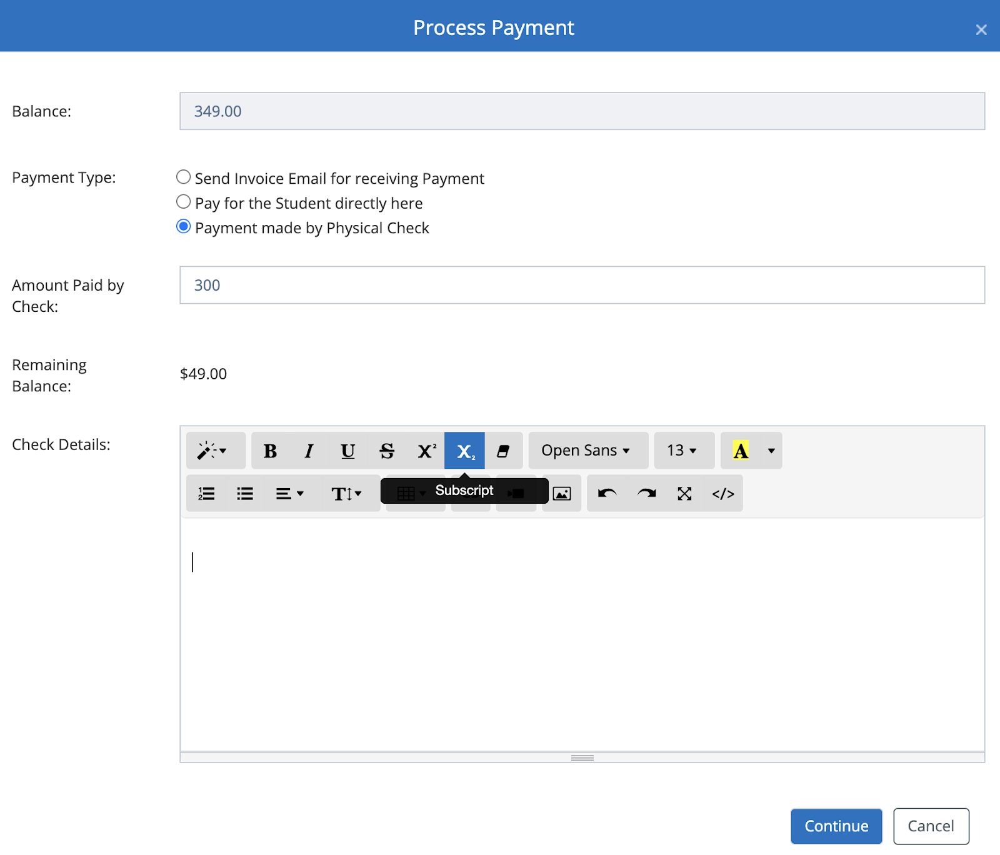 Process Payment
Balance:
349.00
Payment Type:
Send Invoice Email for receiving Payment
Pay for the Student directly here
Payment made by Physical Check
Amount Paid by
Check:
300
Remaining
Balance:
$49.00
Check Details:
B I U S X² X₂ Open Sans 13 A
T </>
Subscript
Continue Cancel